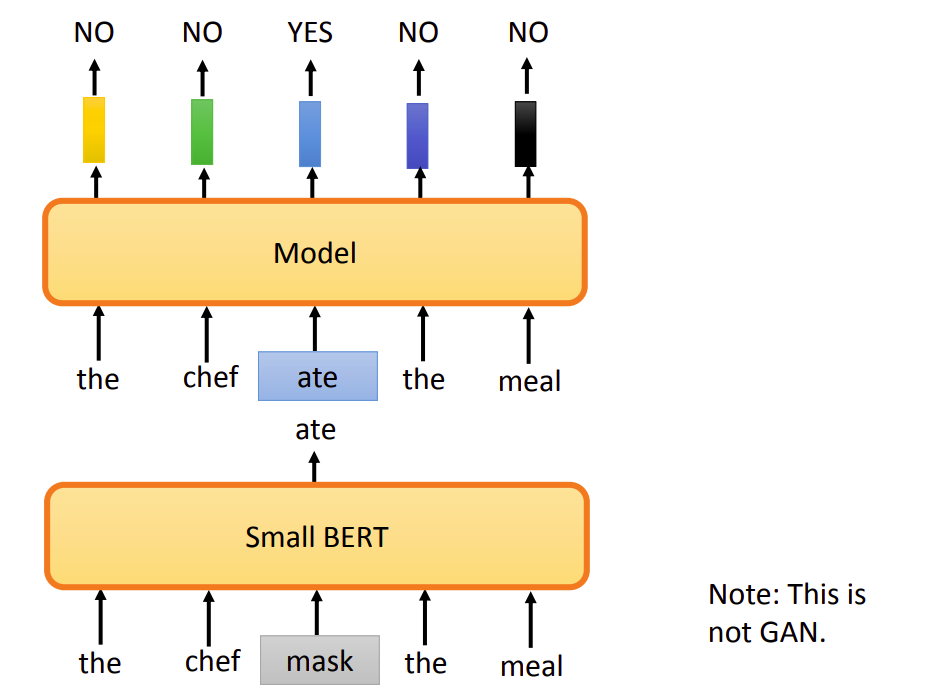 NO NO YES NO NO
Model
the chef ate the meal
ate
Small BERT
the chef mask the meal
Note: This is
not GAN.